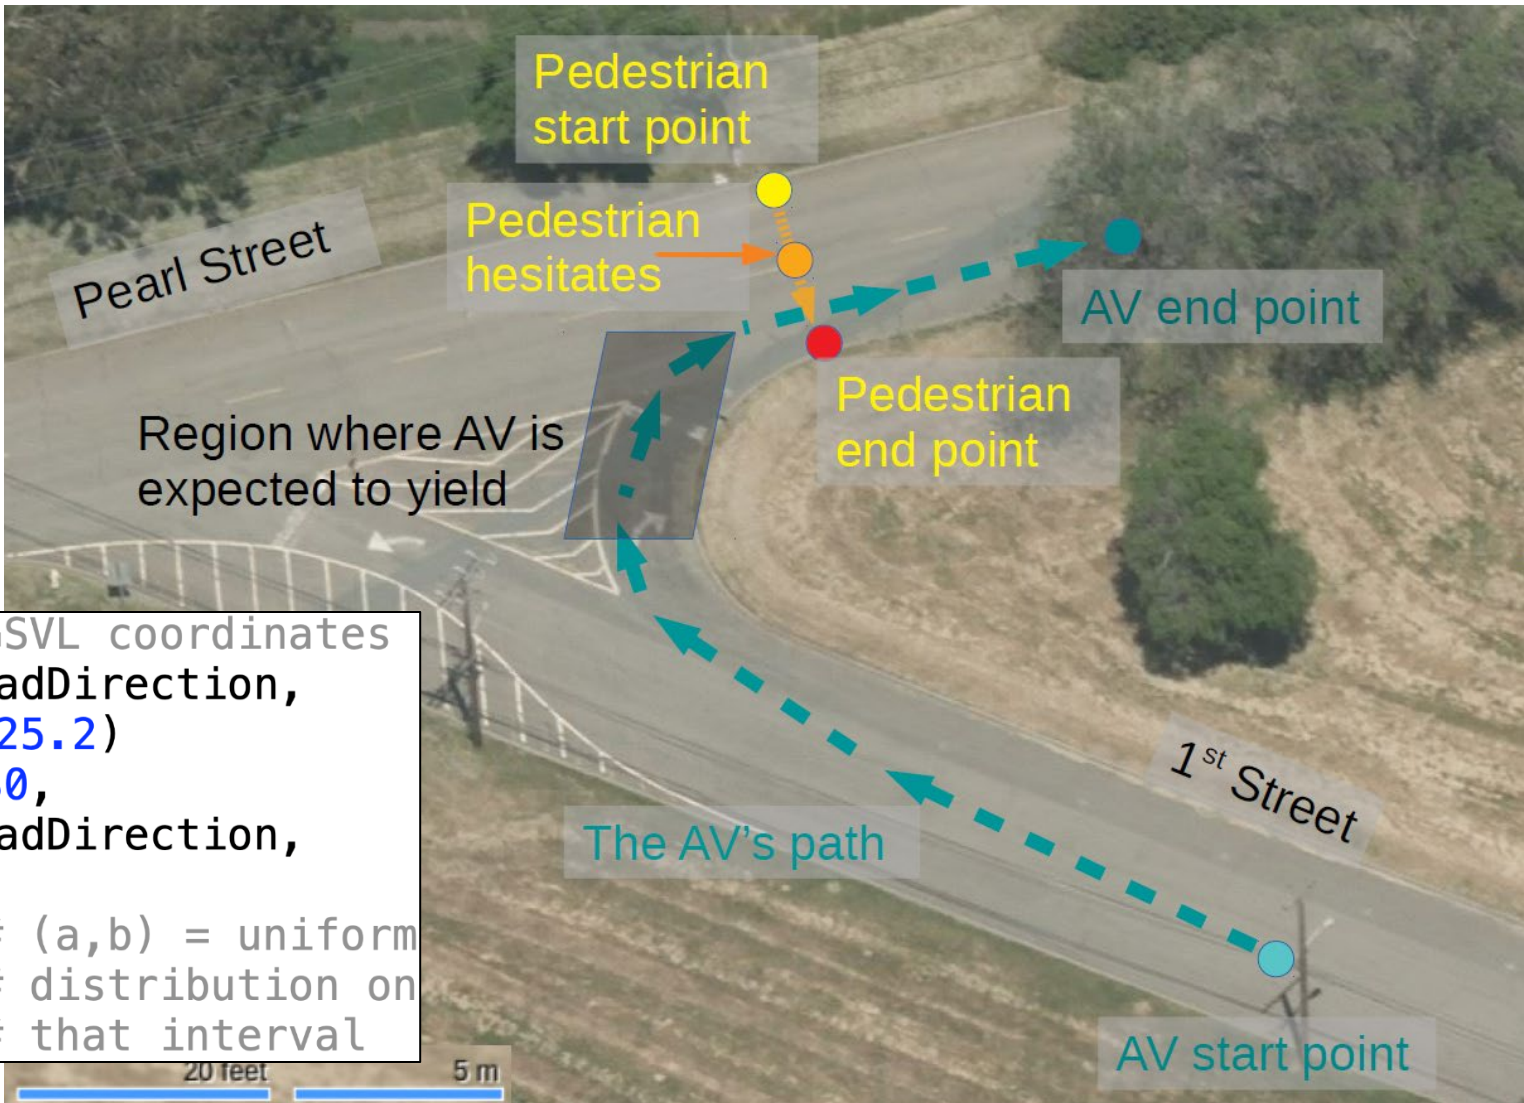 Pedestrian
start point
Pedestrian
hesitates
Pearl Street
AV end point
Pedestrian
end point
Region where AV is
expected to yield
SVL coordinates
adDirection,
25.2)
0,
adDirection,
1st Street
The AV's path
(a,b) = uniform
distribution on
that interval
AV start point
20 feet
5 m